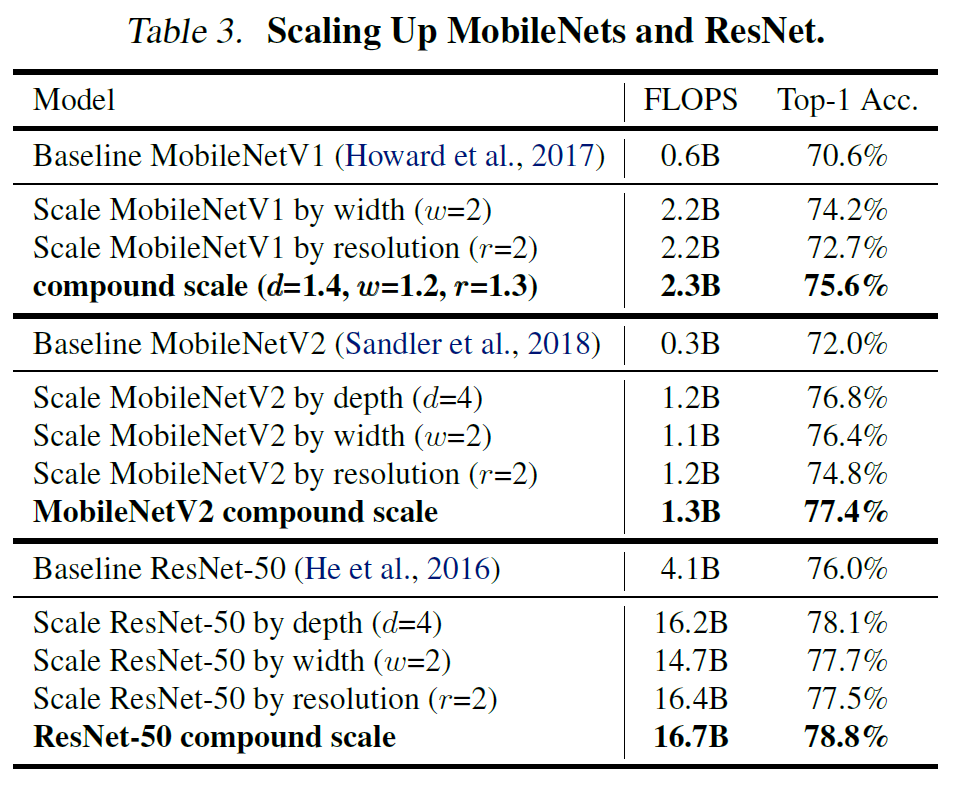 Table 3. Scaling Up MobileNets and ResNet.
Model FLOPS Top-1 Acc.
Baseline MobileNetV1 (Howard et al., 2017) 0.6B 70.6%
Scale MobileNetV1 by width (w=2) 2.2B 74.2%
Scale MobileNetV1 by resolution (r=2) 2.2B 72.7%
compound scale (d=1.4, w=1.2, r=1.3) 2.3B 75.6%
Baseline MobileNetV2 (Sandler et al., 2018) 0.3B 72.0%
Scale MobileNetV2 by depth (d=4) 1.2B 76.8%
Scale MobileNetV2 by width (w=2) 1.1B 76.4%
Scale MobileNetV2 by resolution (r=2) 1.2B 74.8%
MobileNetV2 compound scale 1.3B 77.4%
Baseline ResNet-50 (He et al., 2016) 4.1B 76.0%
Scale ResNet-50 by depth (d=4) 16.2B 78.1%
Scale ResNet-50 by width (w=2) 14.7B 77.7%
Scale ResNet-50 by resolution (r=2) 16.4B 77.5%
ResNet-50 compound scale 16.7B 78.8%